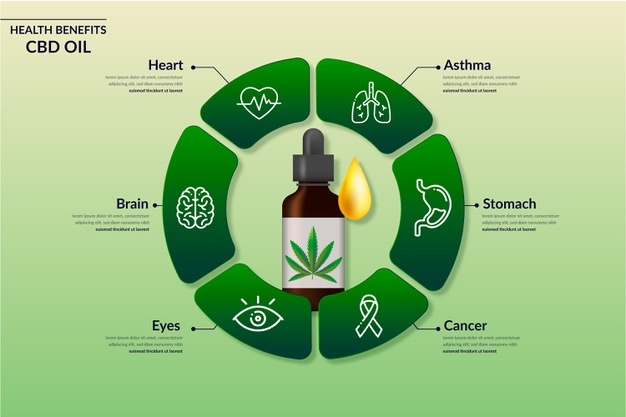 HEALTH BENEFITS
CBD OIL
Heart
lorem ipsum dolor sit amet, consectetuer
adipiscing elit, sed diam nonummy nibh
euismod tincidunt ut laoreet
Asthma
lorem ipsum dolor sit amet, consectetuer
adipiscing elit, sed diam nonummy nibh
euismod tincidunt ut laoreet
Brain
lorem ipsum dolor sit amet, consectetuer
adipiscing elit, sed diam nonummy nibh
euismod tincidunt ut laoreet
Stomach
lorem ipsum dolor sit amet, consectetuer
adipiscing elit, sed diam nonummy nibh
euismod tincidunt ut laoreet
Eyes
lorem ipsum dolor sit amet, consectetuer
adipiscing elit, sed diam nonummy nibh
euismod tincidunt ut laoreet
Cancer
lorem ipsum dolor sit amet, consectetuer
adipiscing elit, sed diam nonummy nibh
euismod tincidunt ut laoreet